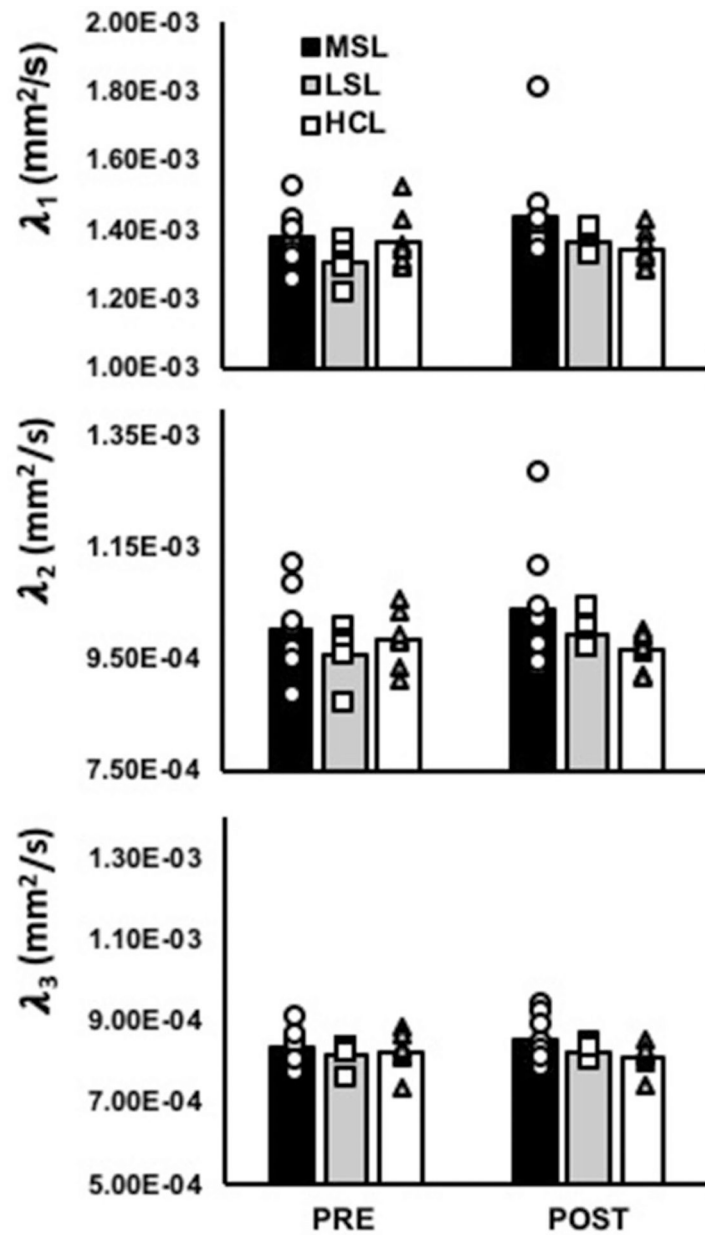 2.00E-03
1.80E-03
1.60E-03
1.40E-03
1.20E-03
1.00E-03
λ1 (mm²/s)
MSL
LSL
HCL
1.35E-03
1.15E-03
9.50E-04
7.50E-04
λ2 (mm²/s)
1.30E-03
1.10E-03
9.00E-04
7.00E-04
5.00E-04
λ3 (mm²/s)
PRE POST